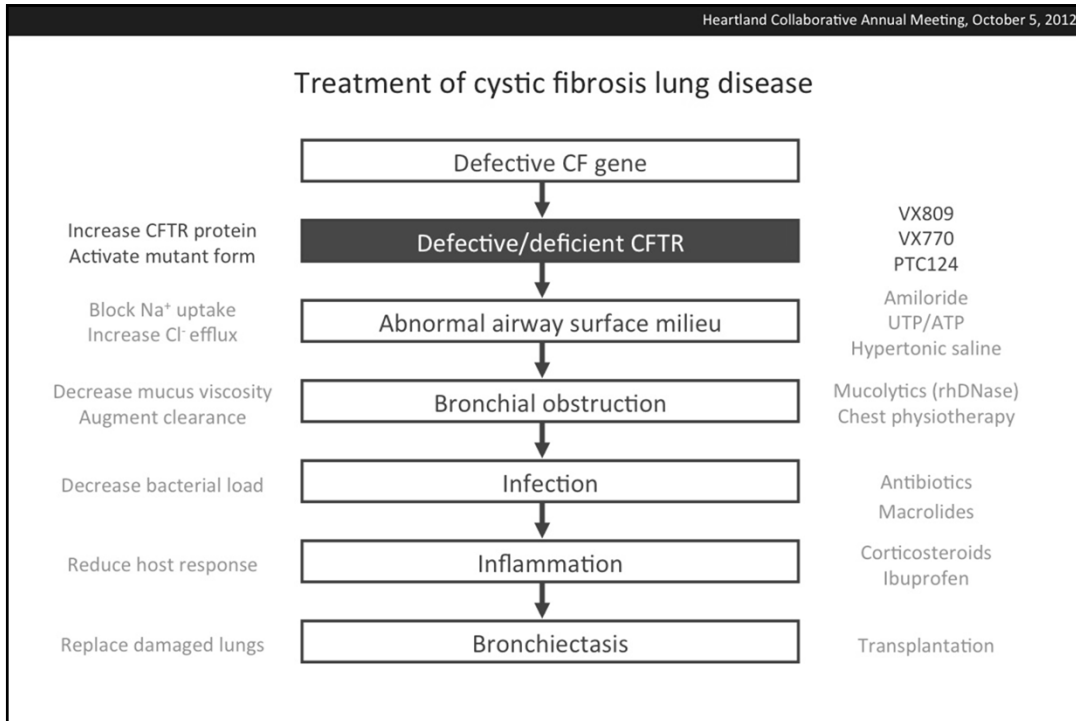 Heartland Collaborative Annual Meeting, October 5, 2012
Treatment of cystic fibrosis lung disease
Defective CF gene
Increase CFTR protein
Activate mutant form
Defective/deficient CFTR
VX809
VX770
PTC124
Block Na⁺ uptake
Increase Cl⁻ efflux
Abnormal airway surface milieu
Amiloride
UTP/ATP
Hypertonic saline
Decrease mucus viscosity
Augment clearance
Bronchial obstruction
Mucolytics (rhDNase)
Chest physiotherapy
Decrease bacterial load
Infection
Antibiotics
Macrolides
Reduce host response
Inflammation
Corticosteroids
Ibuprofen
Replace damaged lungs
Bronchiectasis
Transplantation